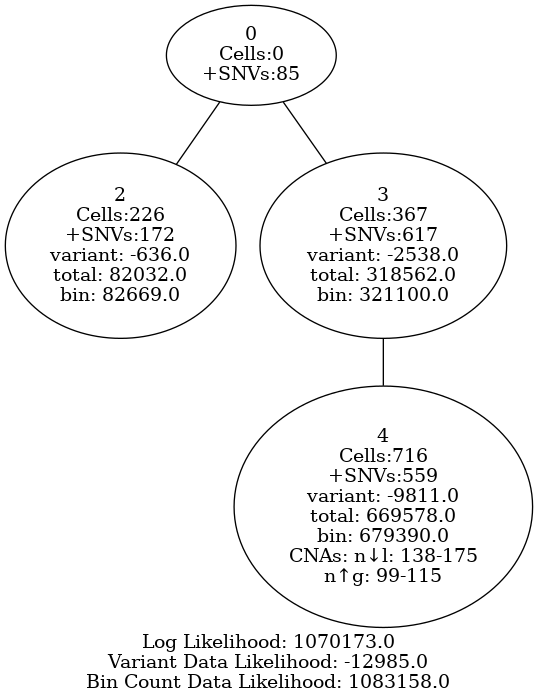 0
Cells:0
+SNVs:85
2
Cells:226
+SNVs:172
variant: -636.0
total: 82032.0
bin: 82669.0
3
Cells:367
+SNVs:617
variant: -2538.0
total: 318562.0
bin: 321100.0
4
Cells:716
+SNVs:559
variant: -9811.0
total: 669578.0
bin: 679390.0
CNAs: n↓l: 138-175
n↑g: 99-115
Log Likelihood: 1070173.0
Variant Data Likelihood: -12985.0
Bin Count Data Likelihood: 1083158.0